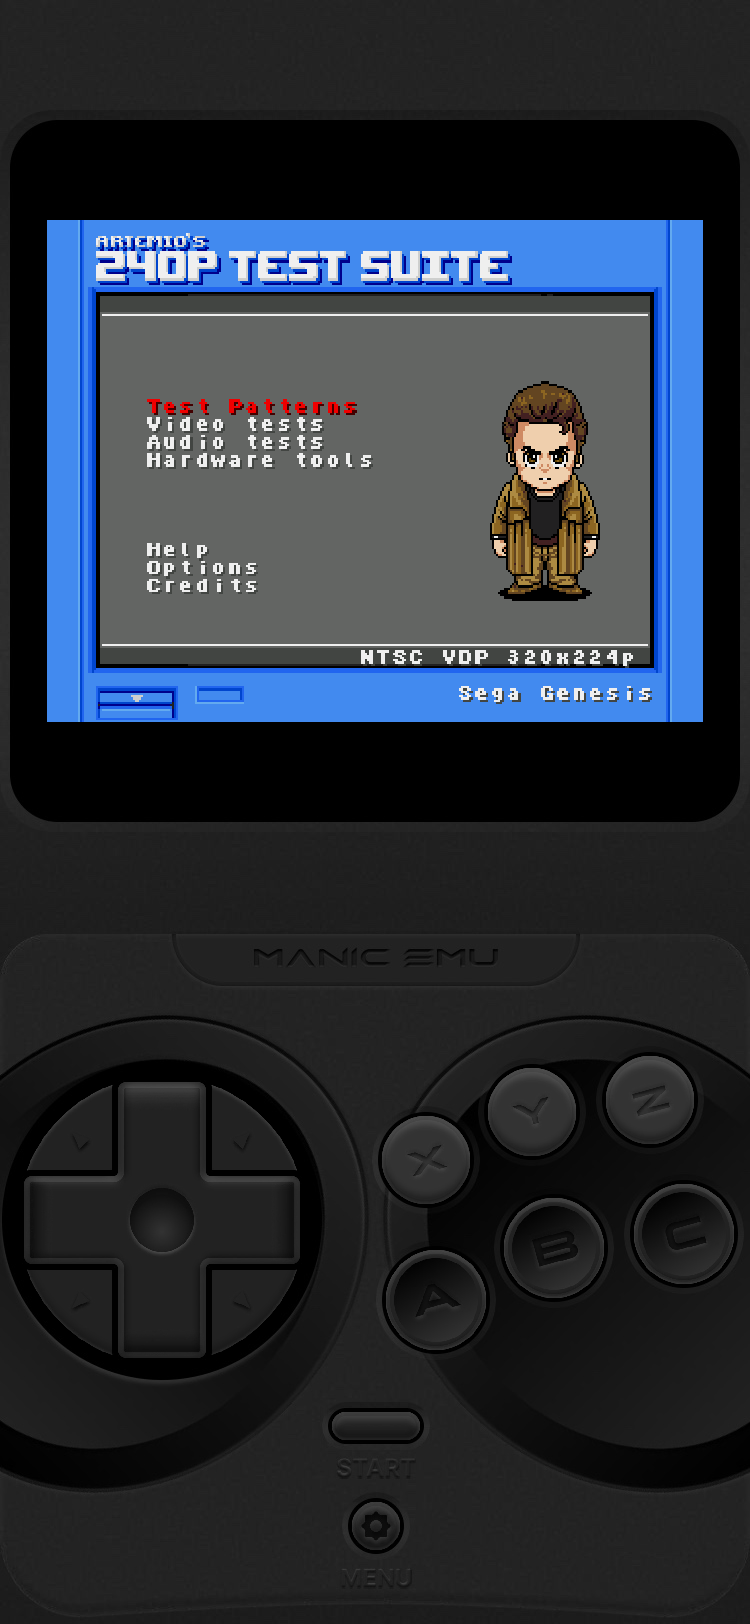 ARTEMIO'S
240P TEST SUITE
Test Patterns
Video tests
Audio tests
Hardware tools
Help
Options
Credits
NTSC VDP 320x224p
Sega Genesis
MANIC EMU
X Y Z
A B C
START
MENU